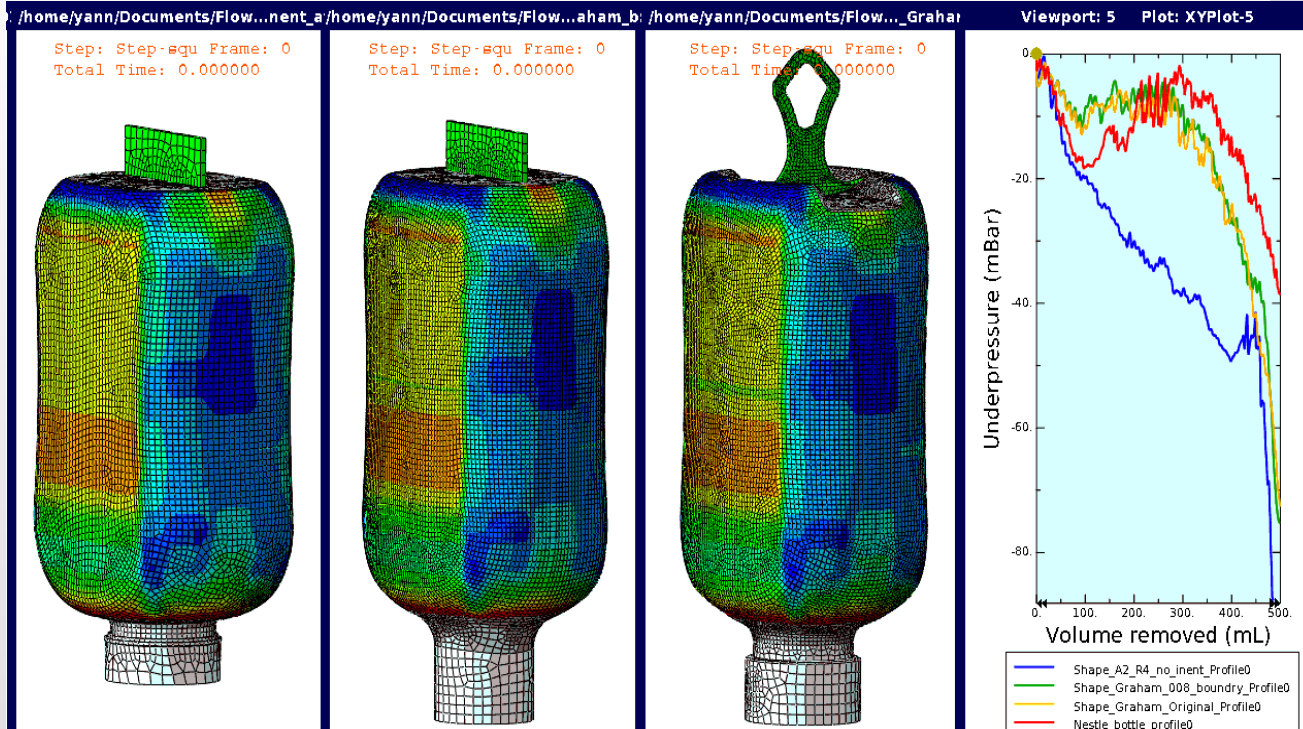 /home/yann/Documents/Flow...nent_a
/home/yann/Documents/Flow...aham_b
/home/yann/Documents/Flow..._Graha
Viewport: 5 Plot: XYPlot-5
Step: Step-squ Frame: 0
Total Time: 0.000000
Step: Step-squ Frame: 0
Total Time: 0.000000
Step: Step-squ Frame: 0
Total Time: 0.000000
0.
-20.
-40.
-60.
-80.
Underpressure (mBar)
0. 100. 200. 300. 400. 500.
Volume removed (mL)
Shape_A2_R4_no_inent_Profile0
Shape_Graham_008_boundry_Profile0
Shape_Graham_Original_Profile0
Nestle_bottle_profile0